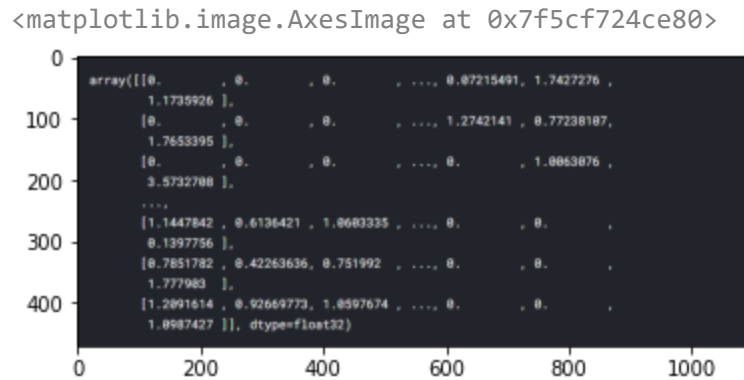 <matplotlib.image.AxesImage at 0x7f5cf724ce80>
0
array([[0. , 0. , 0. , ..., 0.07215491, 1.7427276 ,
1.1735926 ],
100
[0. , 0. , 0. , ..., 1.2742141 , 0.77238107,
1.7653395 ],
[0. , 0. , 0. , ..., 0. , 1.0063076 ,
200
3.5732708 ],
...,
[1.1447842 , 0.6136421 , 1.0603335 , ..., 0. , 0. ,
300
0.1397756 ],
[0.7851782 , 0.42263636, 0.751992 , ..., 0. , 0. ,
1.777903 ],
400
[1.2091614 , 0.92669773, 1.0597674 , ..., 0. , 0. ,
1.0987427 ]], dtype=float32)
0 200 400 600 800 1000